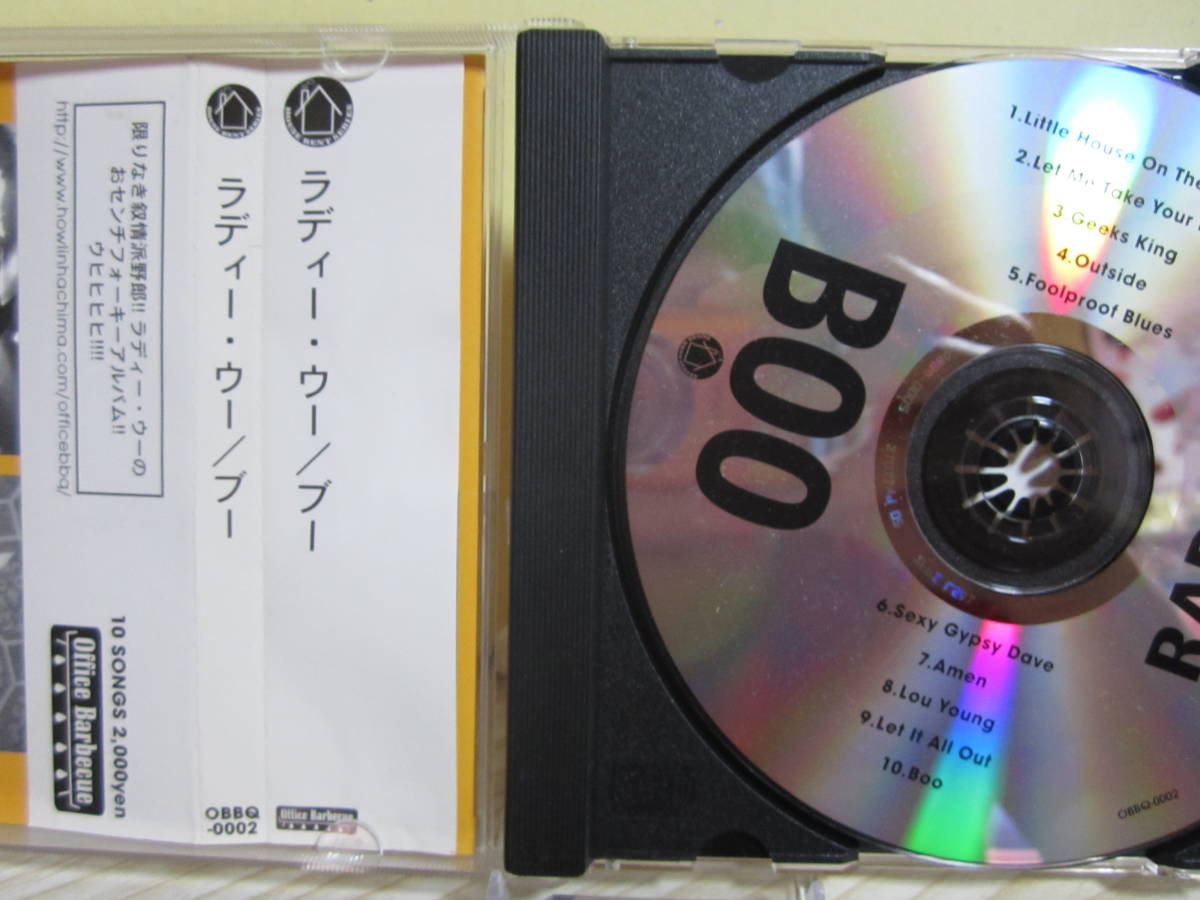 ラディー・ウー／ブー
ラディー・ウー／ブー
OBBQ
-0002
Office Barbecue
限りなき叙情派野郎!! ラディー・ウーの
おセンチフォーキーアルバム!!
ウヒヒヒヒ!!!!
http://www.howlinhachima.com/officebbq/
10 SONGS 2,000yen
Office Barbecue
BOO
1.Little House On The
2.Let Me Take Your
3.Geeks King
4.Outside
5.Foolproof Blues
6.Sexy Gypsy Dave
7.Amen
8.Lou Young
9.Let It All Out
10.Boo
OBBQ-0002